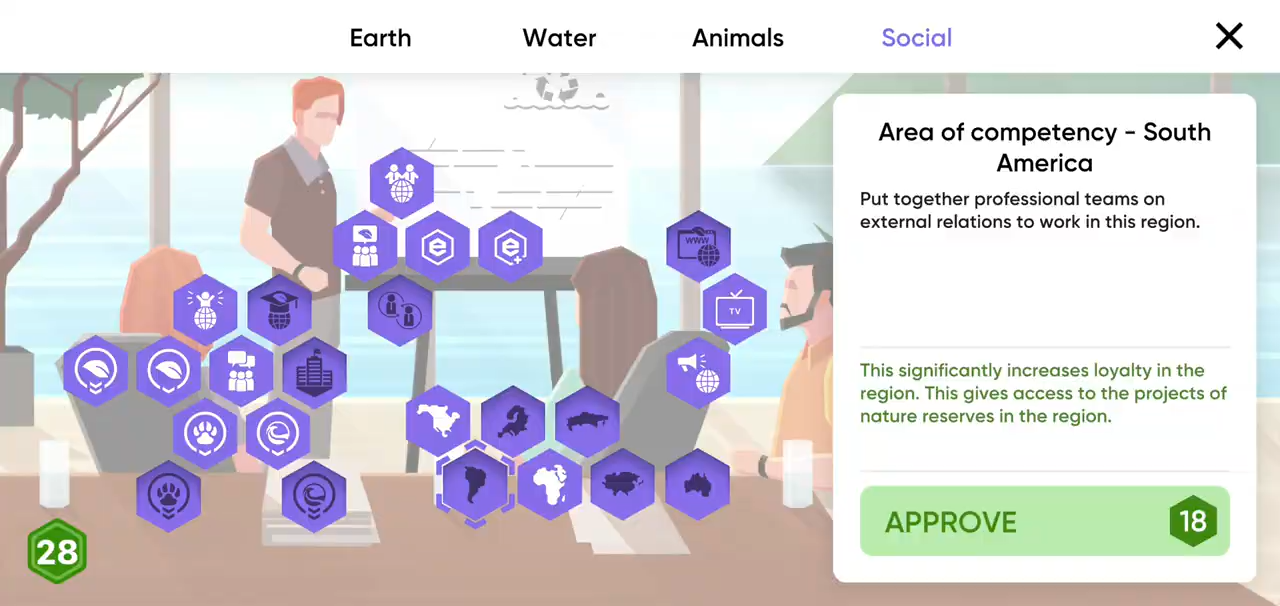 Earth Water Animals Social
Area of competency - South
America
Put together professional teams on
external relations to work in this region.
WWW
TV
e
e
This significantly increases loyalty in the
region. This gives access to the projects of
nature reserves in the region.
APPROVE 18
28